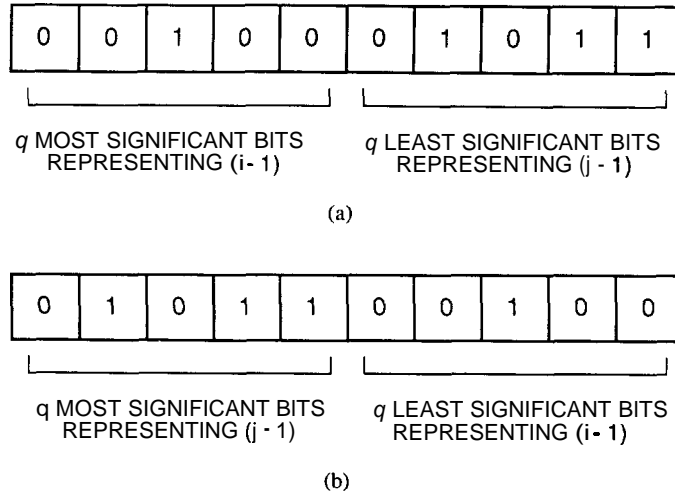 0 0 1 0 0 0 1 0 1 1
q MOST SIGNIFICANT BITS
REPRESENTING (i - 1)
q LEAST SIGNIFICANT BITS
REPRESENTING (j - 1)
(a)
0 1 0 1 1 0 0 1 0 0
q MOST SIGNIFICANT BITS
REPRESENTING (j - 1)
q LEAST SIGNIFICANT BITS
REPRESENTING (i - 1)
(b)